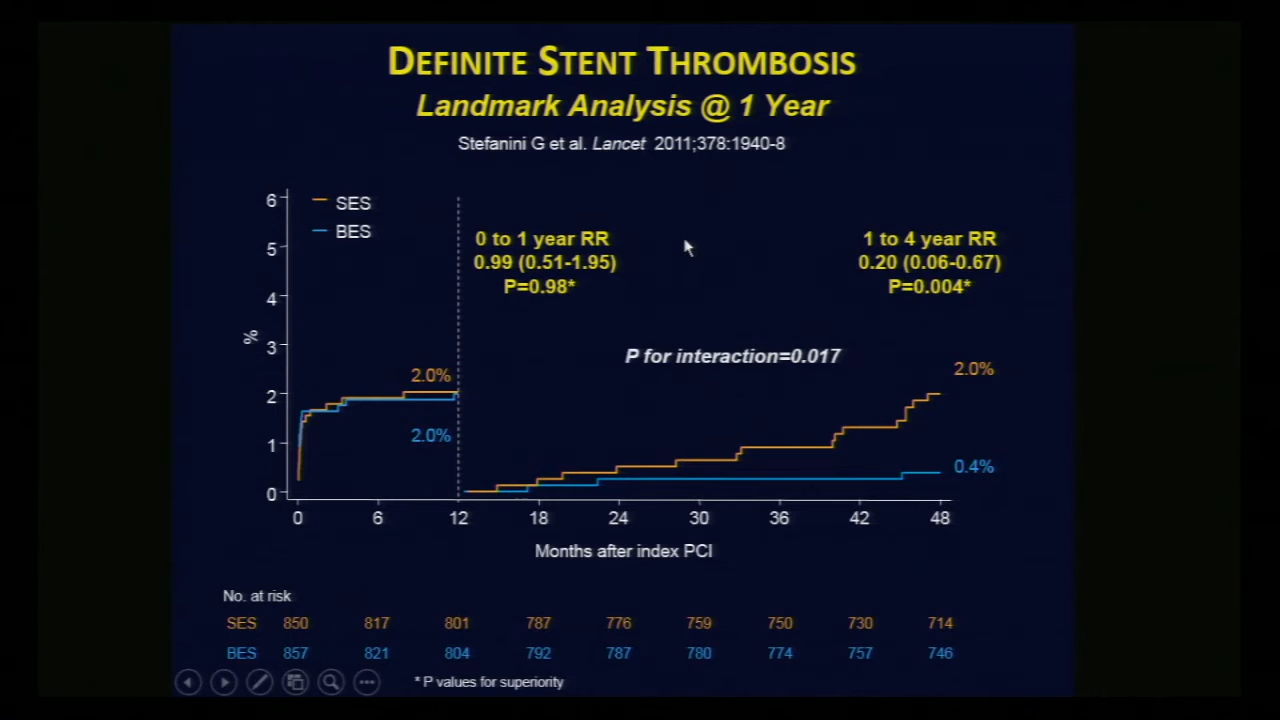 DEFINITE STENT THROMBOSIS
Landmark Analysis @ 1 Year
Stefanini G et al. Lancet 2011;378:1940-8
SES
BES
0 to 1 year RR
0.99 (0.51-1.95)
P=0.98*
1 to 4 year RR
0.20 (0.06-0.67)
P=0.004*
P for interaction=0.017
%
6
5
4
3
2
1
0
2.0%
2.0%
2.0%
0.4%
0 6 12 18 24 30 36 42 48
Months after index PCI
No. at risk
SES 850 817 801 787 776 759 750 730 714
BES 857 821 804 792 787 780 774 757 746
* P values for superiority